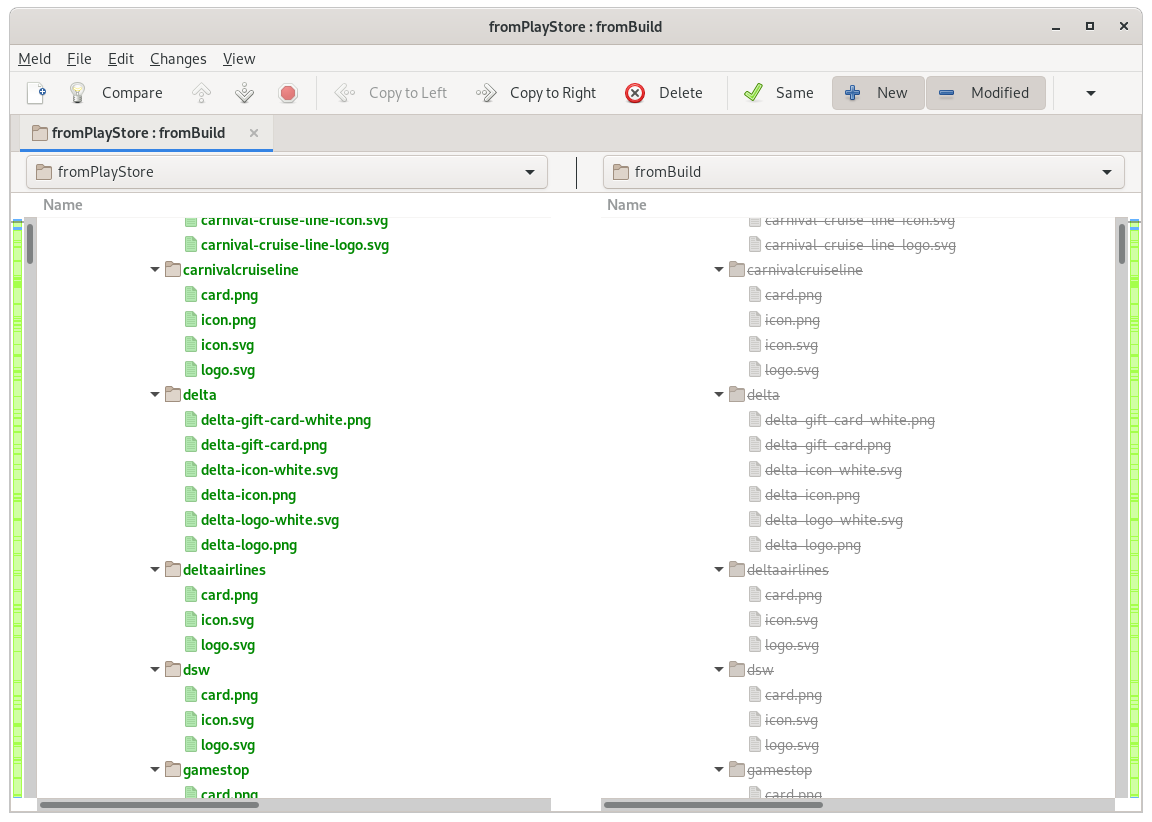 fromPlayStore : fromBuild
Meld File Edit Changes View
Compare Copy to Left Copy to Right Delete Same New Modified
fromPlayStore : fromBuild
fromPlayStore fromBuild
Name Name
carnival-cruise-line-icon.svg carnival-cruise-line-icon.svg
carnival-cruise-line-logo.svg carnival-cruise-line-logo.svg
carnivalcruiseline carnivalcruiseline
card.png card.png
icon.png icon.png
icon.svg icon.svg
logo.svg logo.svg
delta delta
delta-gift-card-white.png delta-gift-card-white.png
delta-gift-card.png delta-gift-card.png
delta-icon-white.svg delta-icon-white.svg
delta-icon.png delta-icon.png
delta-logo-white.svg delta-logo-white.svg
delta-logo.png delta-logo.png
deltaairlines deltaairlines
card.png card.png
icon.svg icon.svg
logo.svg logo.svg
dsw dsw
card.png card.png
icon.svg icon.svg
logo.svg logo.svg
gamestop gamestop
card.png card.png